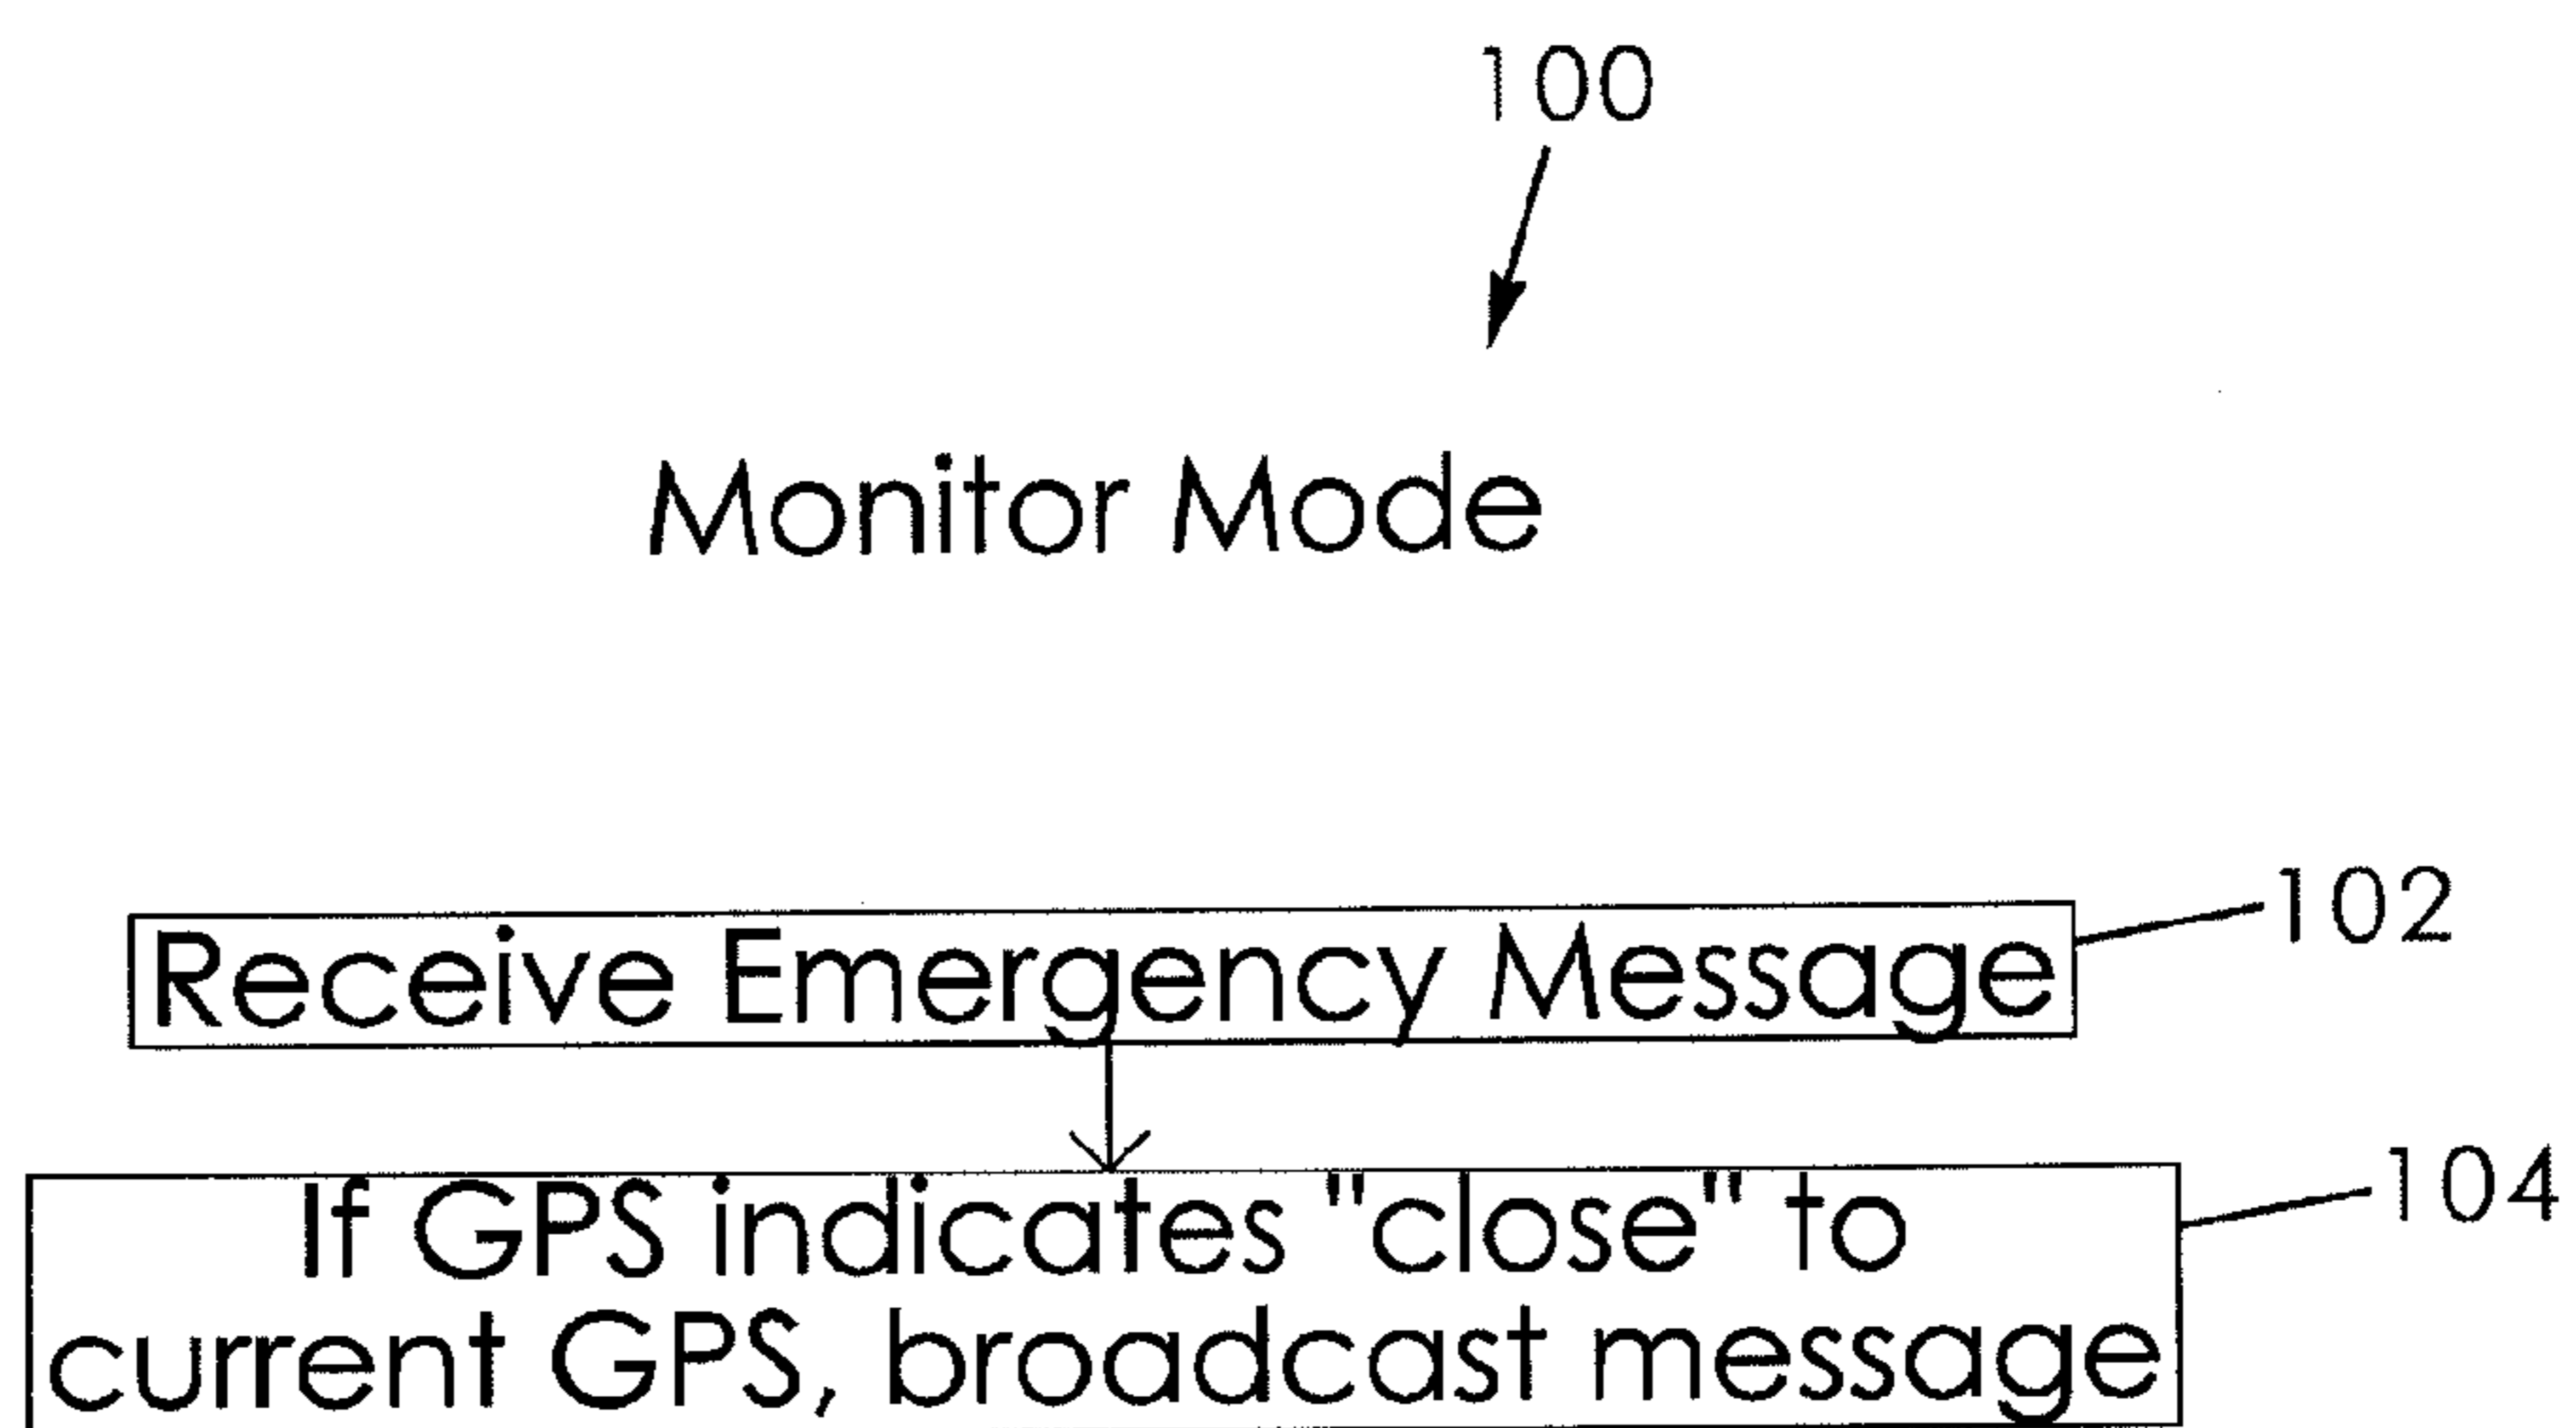 100
Monitor Mode
Receive Emergency Message
102
If GPS indicates "close" to
104
current GPS, broadcast message